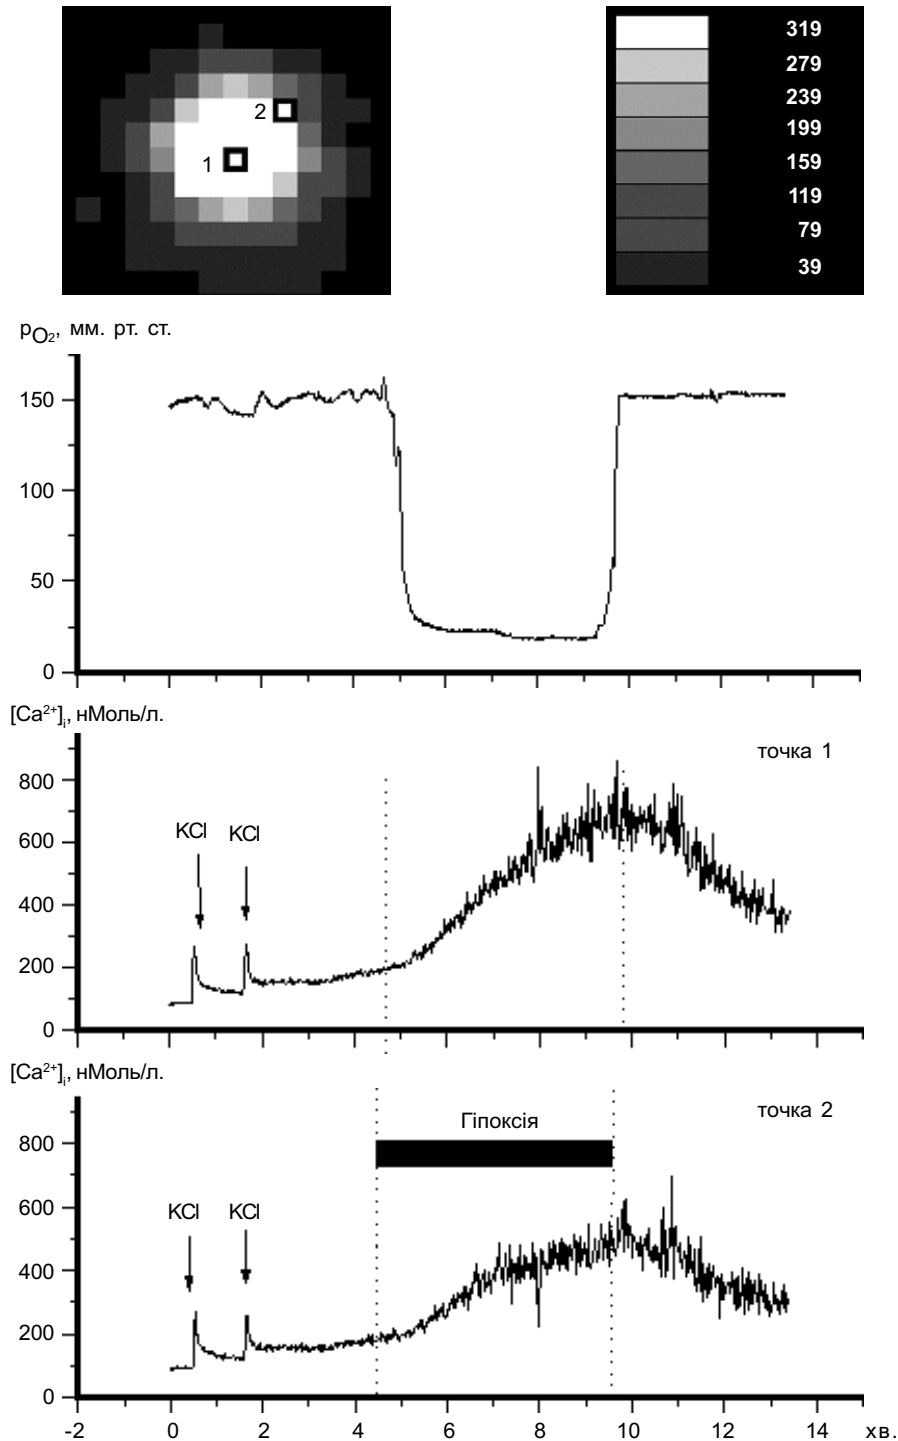 319
279
2
239
199
1
159
119
79
39
pO2, мм. рт. ст.
150
100
50
0
[Ca2+]i, нМоль/л.
точка 1
800
KCl KCl
600
400
200
0
[Ca2+]i, нМоль/л.
точка 2
Гіпоксія
800
KCl KCl
600
400
200
0
-2 0 2 4 6 8 10 12 14 хв.